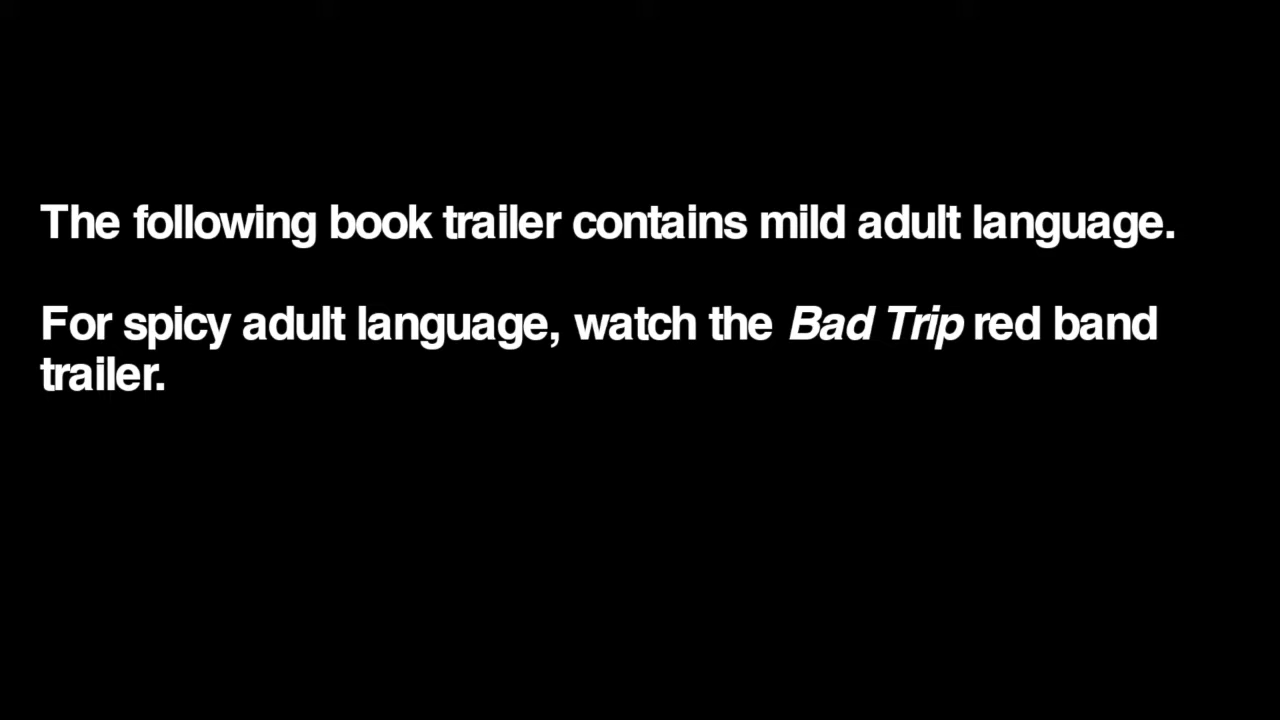 The following book trailer contains mild adult language.
For spicy adult language, watch the Bad Trip red band
trailer.